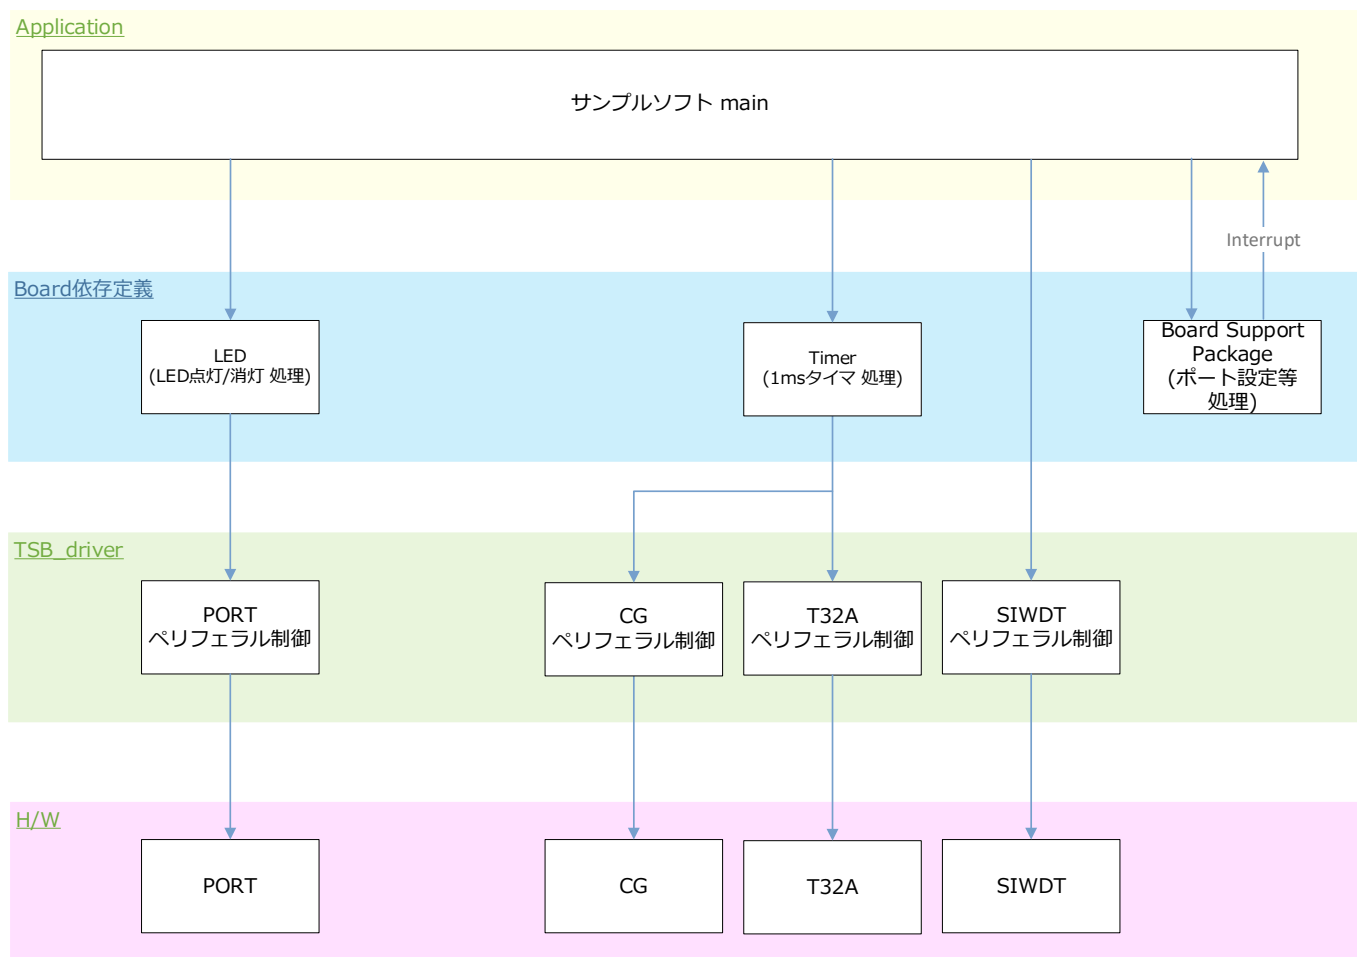 Application
サンプルソフト main
Interrupt
Board依存定義
LED
(LED点灯/消灯 処理)
Timer
(1msタイマ 処理)
Board Support
Package
(ポート設定等
処理)
TSB_driver
PORT
ペリフェラル制御
CG
ペリフェラル制御
T32A
ペリフェラル制御
SIWDT
ペリフェラル制御
H/W
PORT
CG
T32A
SIWDT